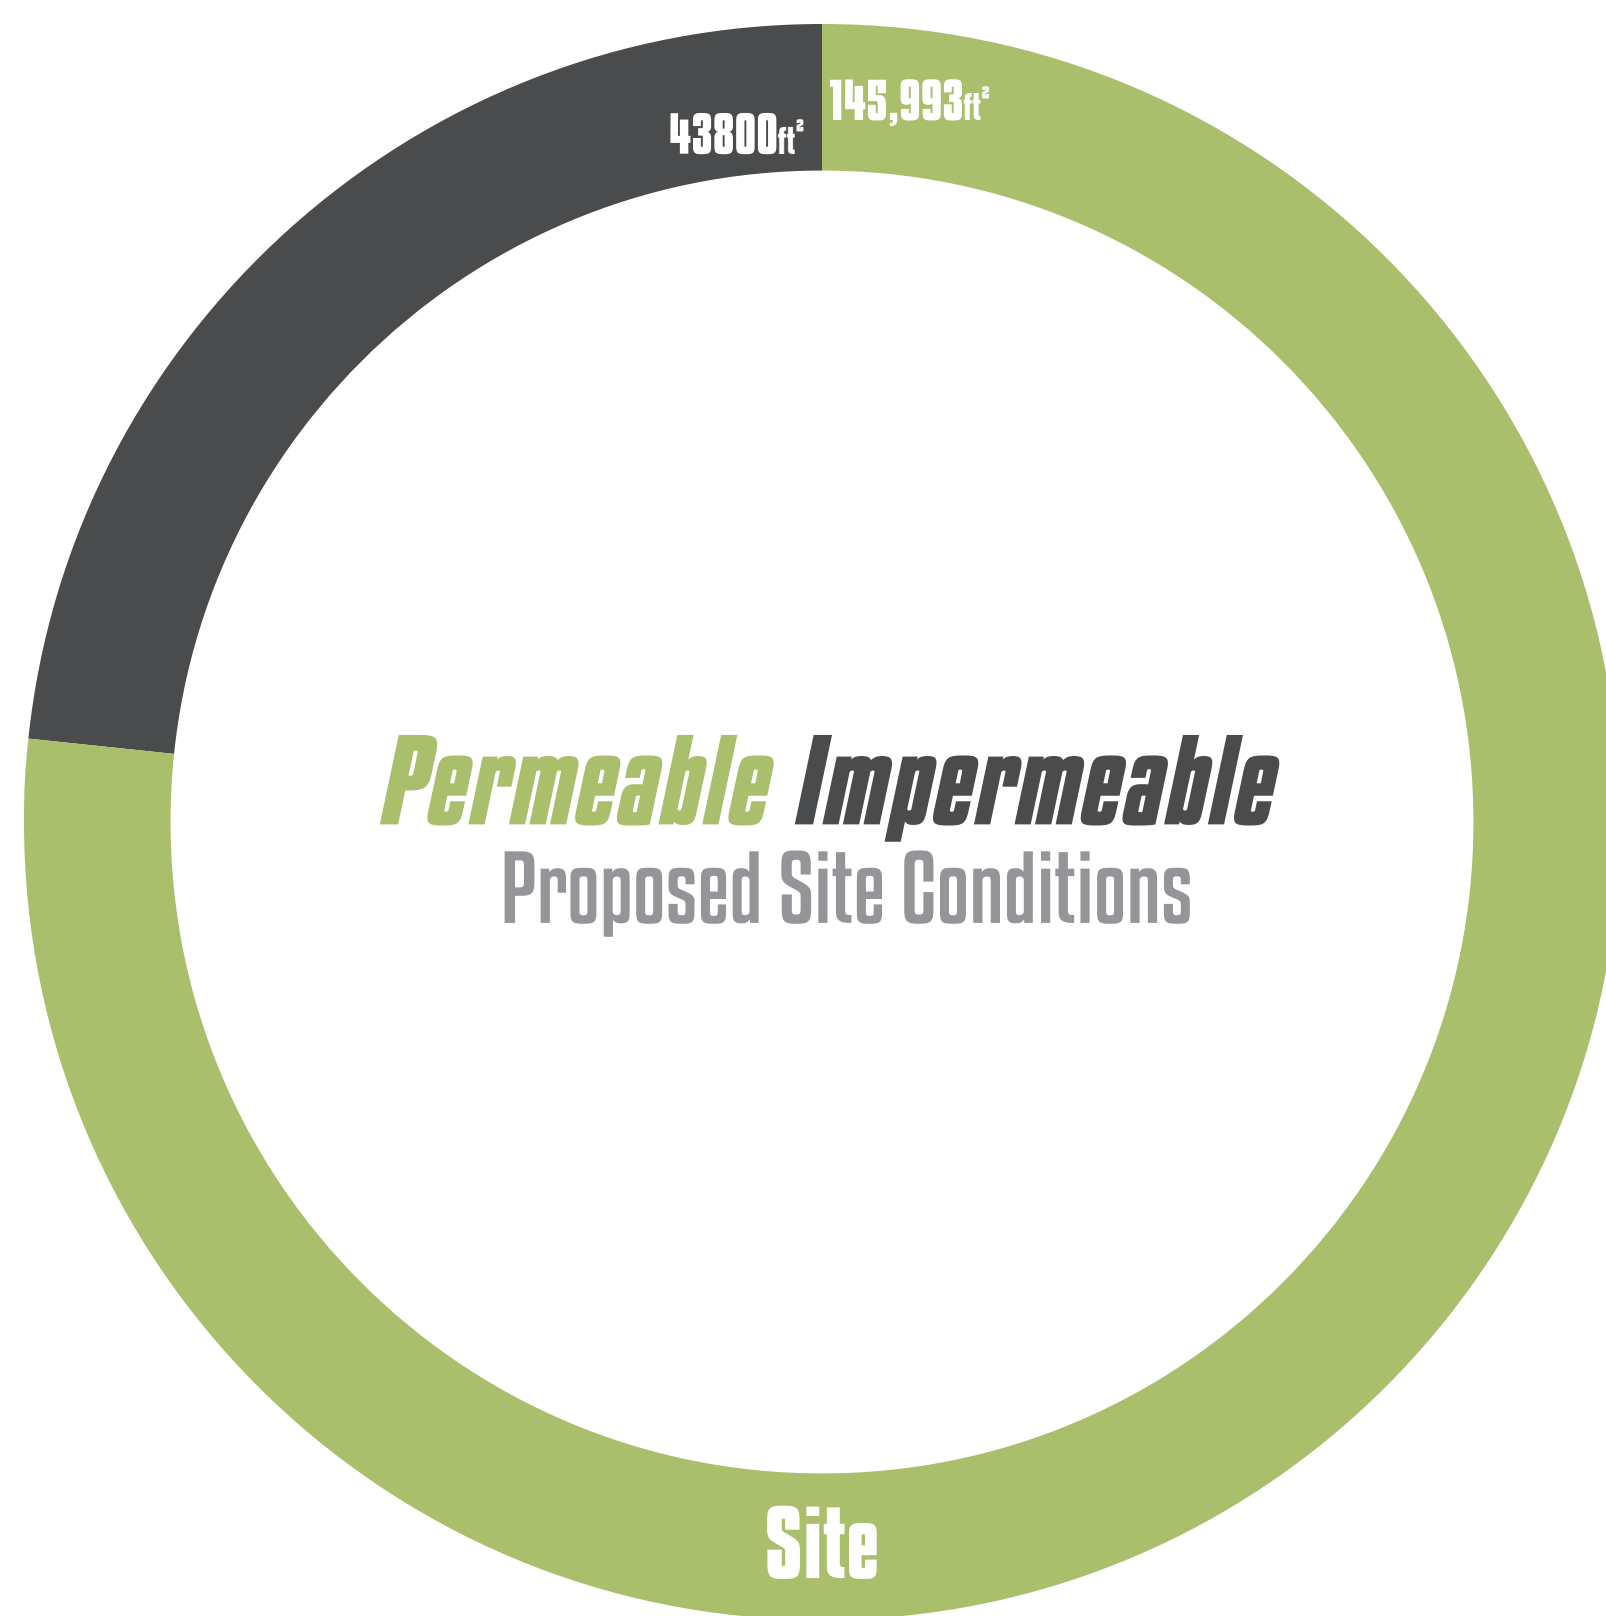 145,993ft²
43800ft²
Permeable Impermeable
Proposed Site Conditions
Site